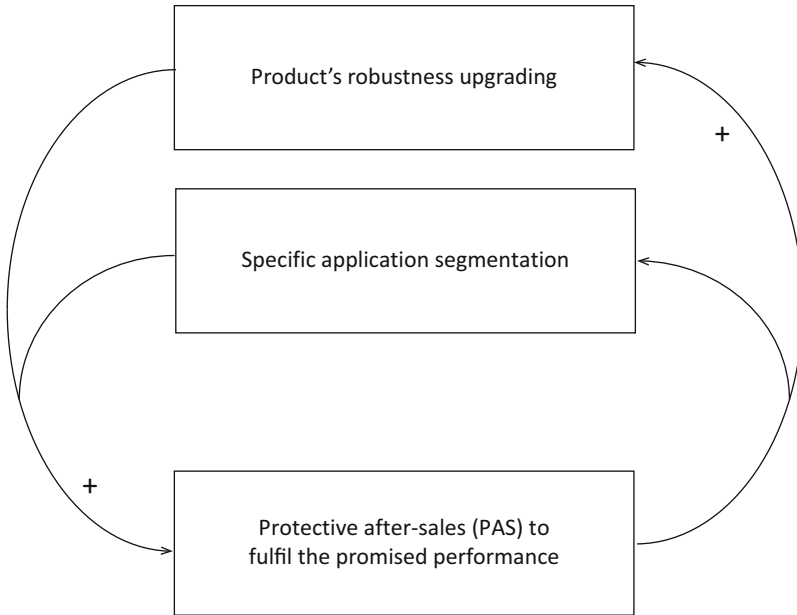 Product’s robustness upgrading
+
Specific application segmentation
+
Protective after-sales (PAS) to
fulfil the promised performance